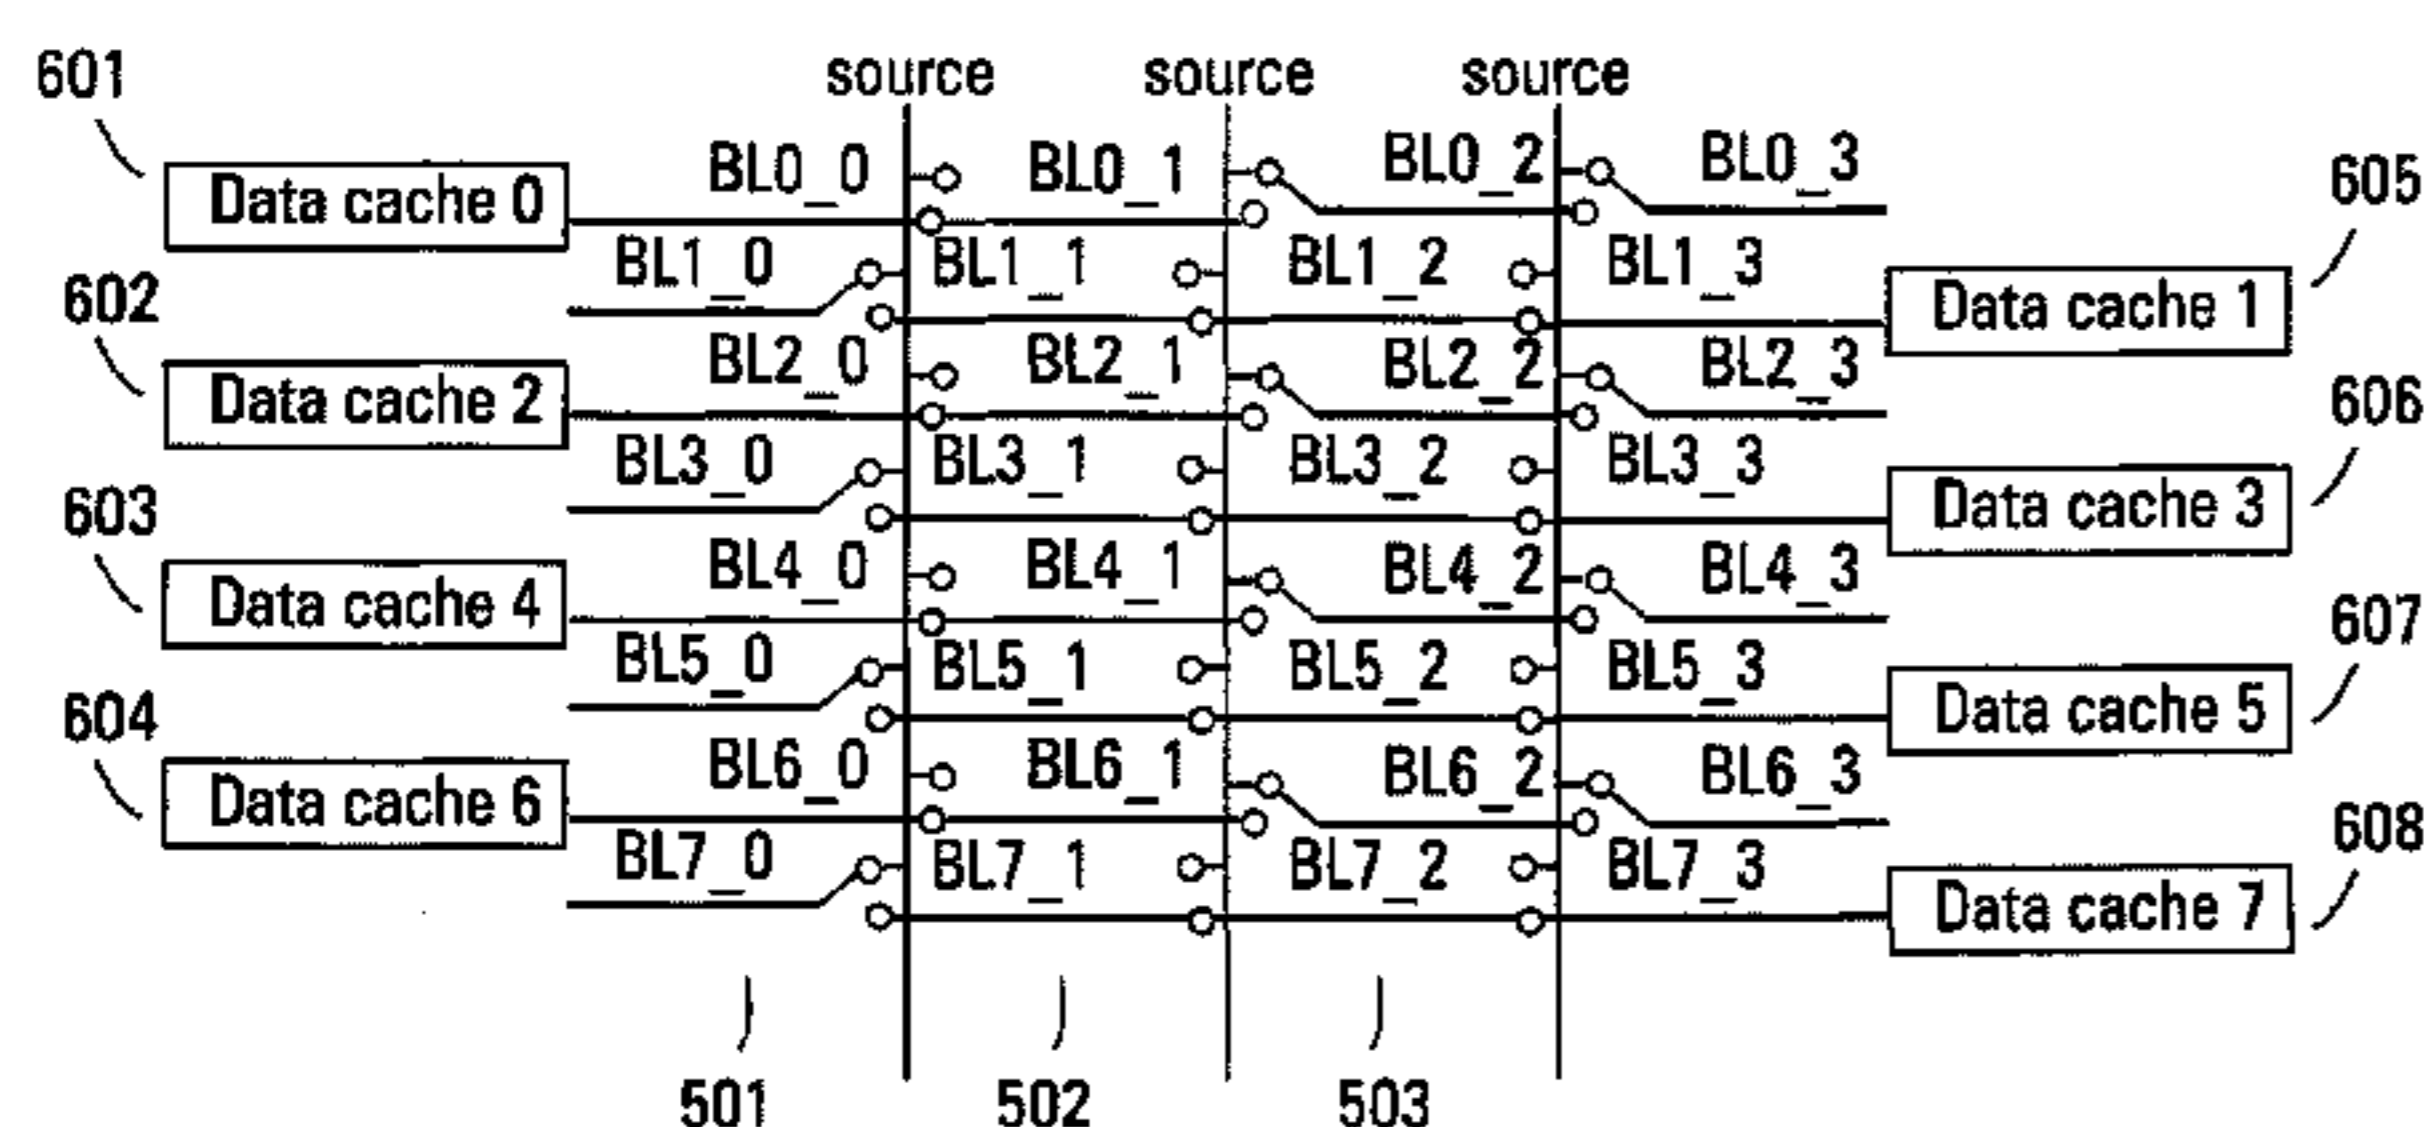 source source source
601
Data cache 0 BL0_0 BL0_1 BL0_2 BL0_3
605
BL1_0 BL1_1 BL1_2 BL1_3 Data cache 1
602
Data cache 2 BL2_0 BL2_1 BL2_2 BL2_3
606
BL3_0 BL3_1 BL3_2 BL3_3 Data cache 3
603
Data cache 4 BL4_0 BL4_1 BL4_2 BL4_3
607
BL5_0 BL5_1 BL5_2 BL5_3 Data cache 5
604
Data cache 6 BL6_0 BL6_1 BL6_2 BL6_3
608
BL7_0 BL7_1 BL7_2 BL7_3 Data cache 7
501 502 503